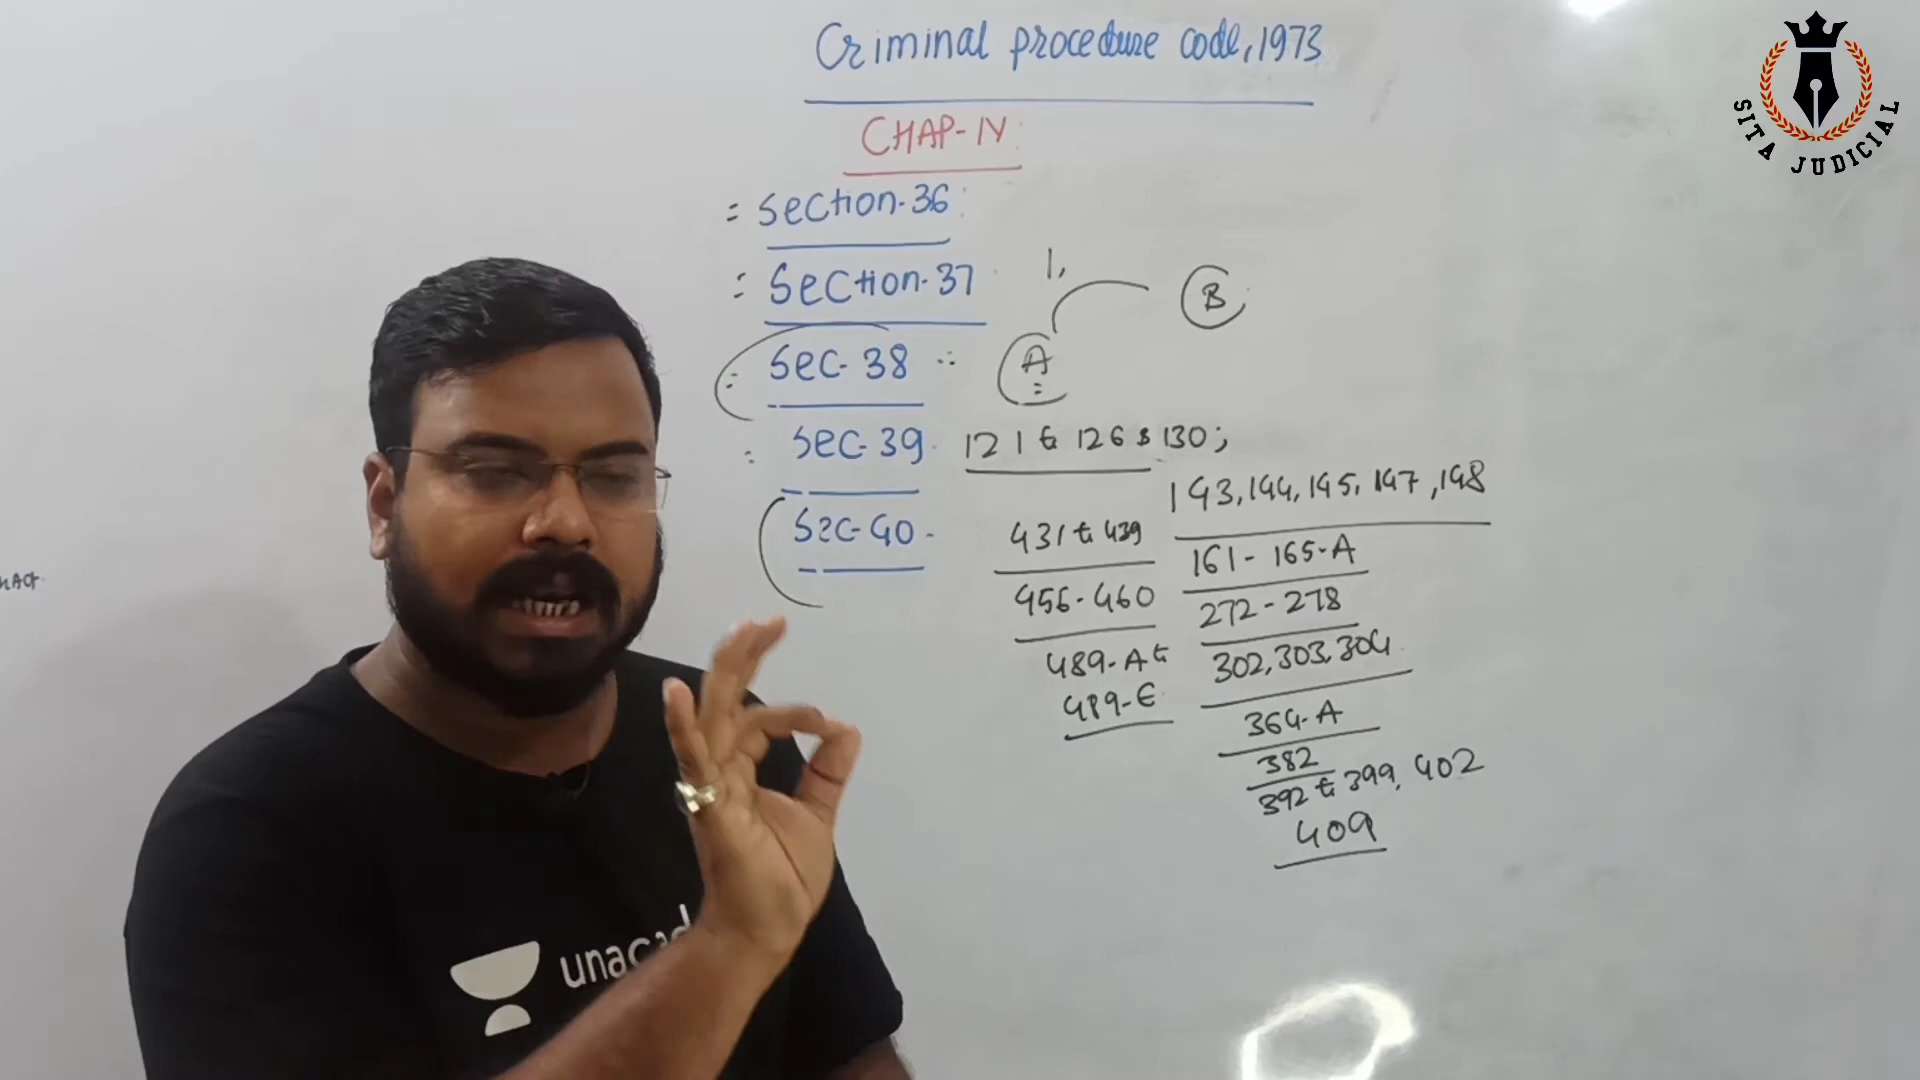 Criminal procedure code, 1973
CHAP-IV
= Section-36
: Section-37
: Sec-38
: Sec-39
Sec-40
1,
B
A
121 to 126 & 130;
143, 144, 145, 147, 148
431 to 439
161 - 165-A
456-460
272-278
489-A to
489-E
302, 303, 304
364-A
382
392 to 399, 402
409
SITA JUDICIAL
unacad